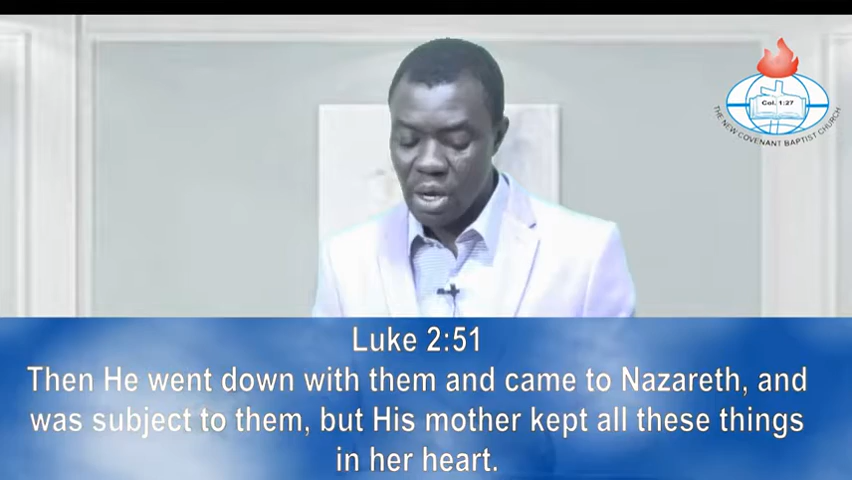 Col. 1:27
THE NEW COVENANT BAPTIST CHURCH
Luke 2:51
Then He went down with them and came to Nazareth, and
was subject to them, but His mother kept all these things
in her heart.